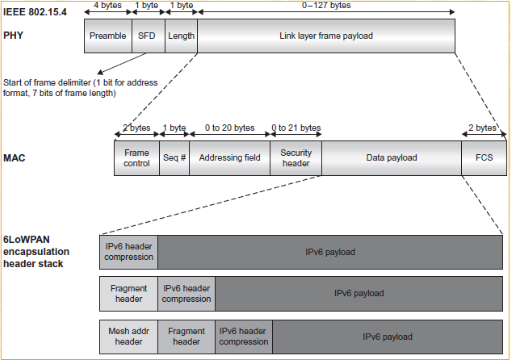 IEEE 802.15.4
4 bytes 1 byte 1 byte 0–127 bytes
PHY
Preamble SFD Length Link layer frame payload
Start of frame delimiter (1 bit for address
format, 7 bits of frame length)
2 bytes 1 byte 0 to 20 bytes 0 to 21 bytes 2 bytes
MAC
Frame
control
Seq #
Addressing field
Security
header
Data payload
FCS
6LoWPAN
encapsulation
header stack
IPv6 header
compression
IPv6 payload
Fragment
header
IPv6 header
compression
IPv6 payload
Mesh addr
header
Fragment
header
IPv6 header
compression
IPv6 payload